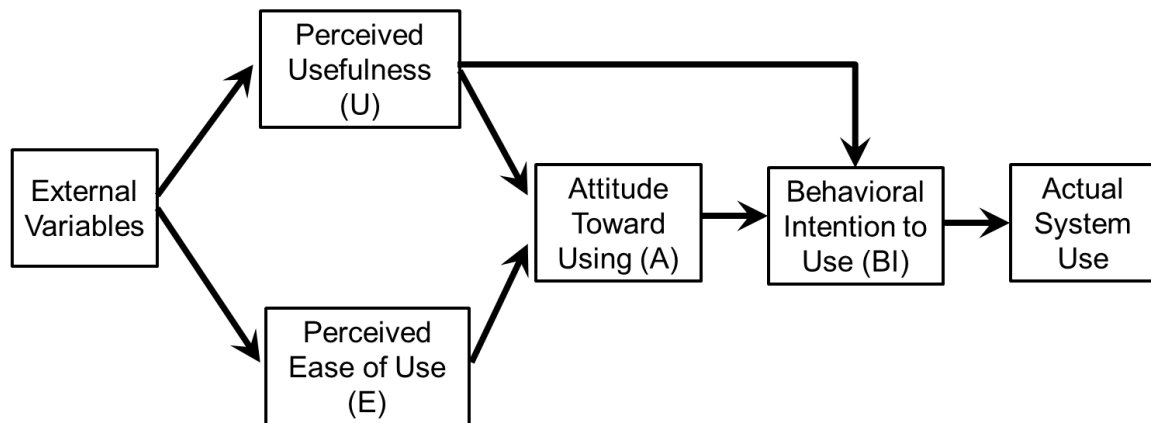 Perceived
Usefulness
(U)
External
Variables
Perceived
Ease of Use
(E)
Attitude
Toward
Using (A)
Behavioral
Intention to
Use (BI)
Actual
System
Use